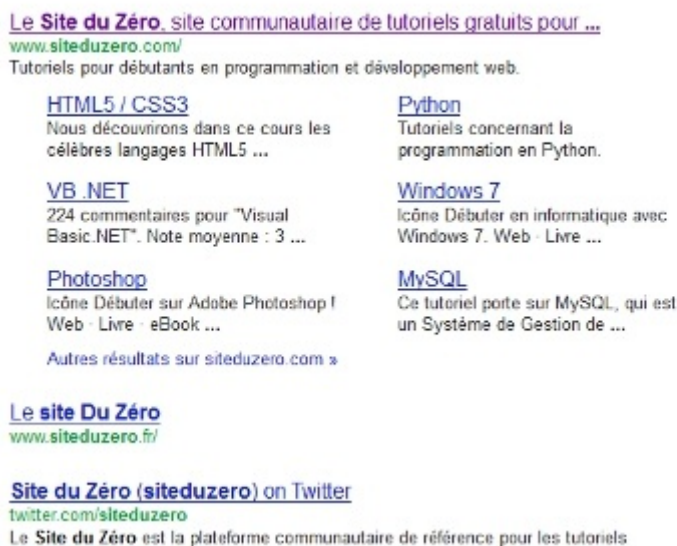 Le Site du Zéro, site communautaire de tutoriels gratuits pour ...
www.siteduzero.com/
Tutoriels pour débutants en programmation et développement web.
HTML5 / CSS3
Nous découvrirons dans ce cours les
célèbres langages HTML5 ...
Python
Tutoriels concernant la
programmation en Python.
VB .NET
224 commentaires pour "Visual
Basic.NET". Note moyenne : 3 ...
Windows 7
Icône Débuter en informatique avec
Windows 7. Web · Livre ...
Photoshop
Icône Débuter sur Adobe Photoshop !
Web · Livre · eBook ...
MySQL
Ce tutoriel porte sur MySQL, qui est
un Système de Gestion de ...
Autres résultats sur siteduzero.com »
Le site Du Zéro
www.siteduzero.fr/
Site du Zéro (siteduzero) on Twitter
twitter.com/siteduzero
Le Site du Zéro est la plateforme communautaire de référence pour les tutoriels